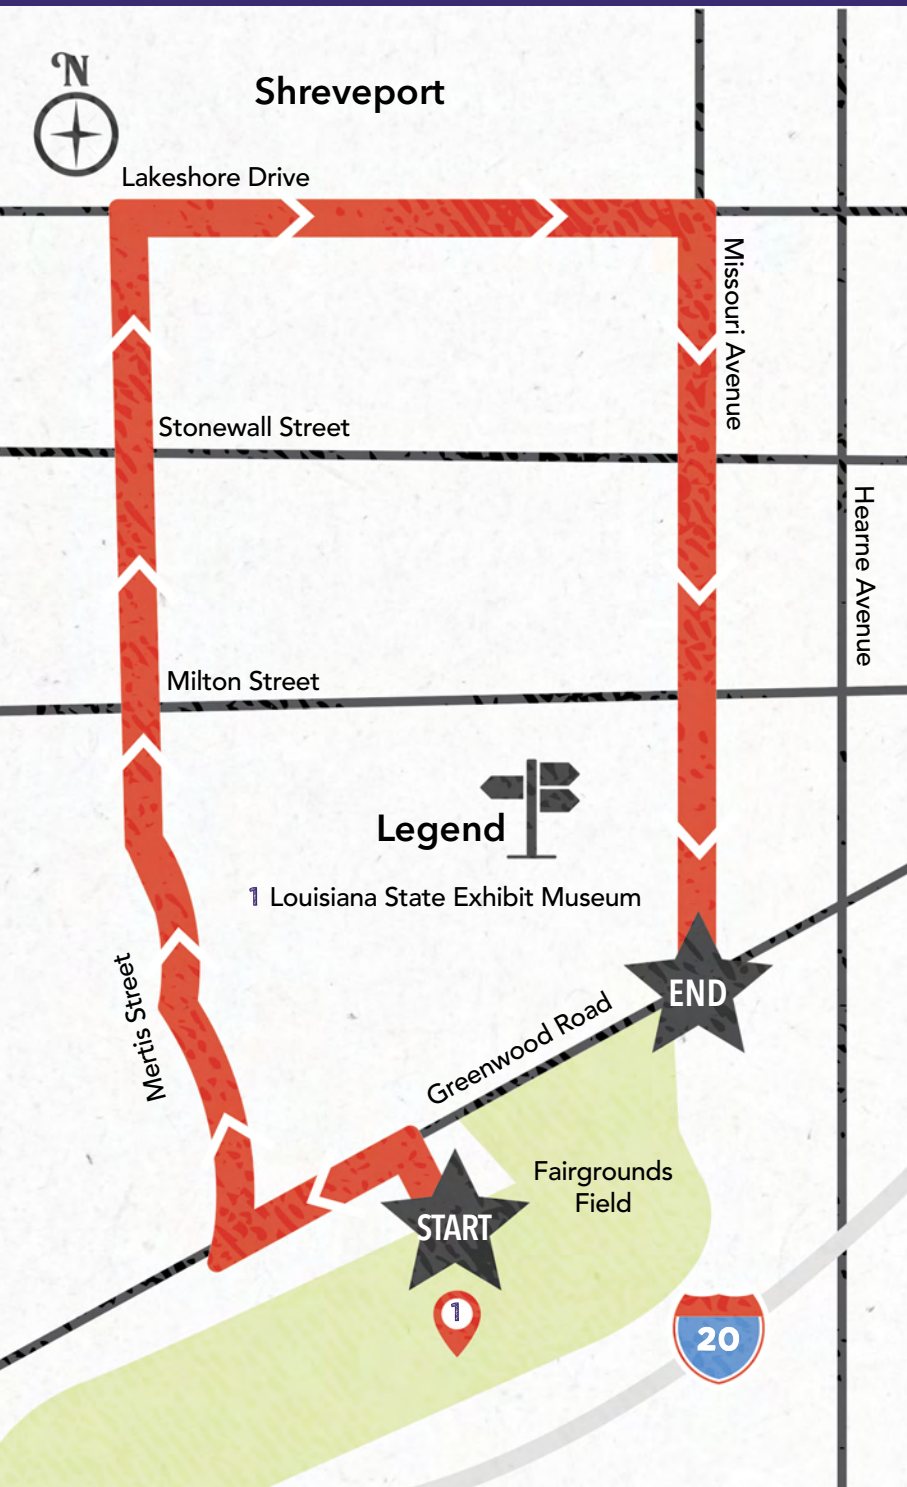 N
Shreveport
Lakeshore Drive
Missouri Avenue
Stonewall Street
Hearne Avenue
Milton Street
Legend
1 Louisiana State Exhibit Museum
Mertis Street
END
Greenwood Road
Fairgrounds
Field
START
1
20